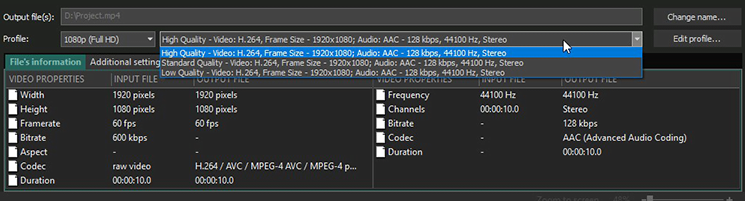 Output file(s): D:\Project.mp4 Change name...
Profile: 1080p (Full HD) High Quality - Video: H.264, Frame Size - 1920x1080; Audio: AAC - 128 kbps, 44100 Hz, Stereo Edit profile...
High Quality - Video: H.264, Frame Size - 1920x1080; Audio: AAC - 128 kbps, 44100 Hz, Stereo
Standard Quality - Video: H.264, Frame Size - 1920x1080; Audio: AAC - 128 kbps, 44100 Hz, Stereo
File's information Additional setting
Low Quality - Video: H.264, Frame Size - 1920x1080; Audio: AAC - 128 kbps, 44100 Hz, Stereo
VIDEO PROPERTIES INPUT FILE OUTPUT FILE VIDEO PROPERTIES INPUT FILE OUTPUT FILE
Width 1920 pixels 1920 pixels Frequency 44100 Hz 44100 Hz
Height 1080 pixels 1080 pixels Channels 00:00:10.0 Stereo
Framerate 60 fps 60 fps Bitrate - 128 kbps
Bitrate 600 kbps - Codec - AAC (Advanced Audio Coding)
Aspect - - Duration - 00:00:10.0
Codec raw video H.264 / AVC / MPEG-4 AVC / MPEG-4 p...
Duration 00:00:10.0 00:00:10.0